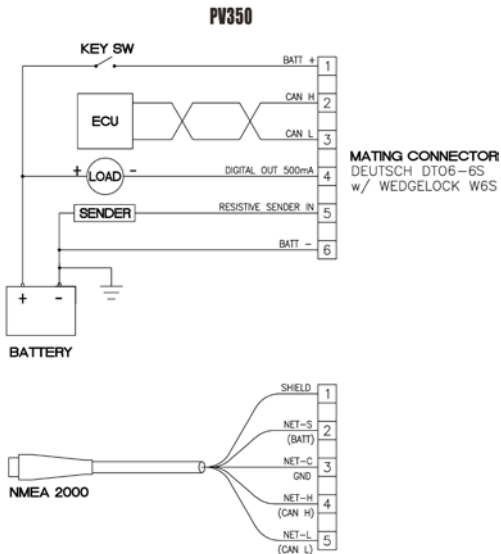 PV350
KEY SW
BATT + 1
CAN H 2
ECU
CAN L 3
+ LOAD - DIGITAL OUT 500mA 4
SENDER RESISTIVE SENDER IN 5
BATT - 6
MATING CONNECTOR:
DEUTSCH DT06-6S
w/ WEDGELOCK W6S
+ -
BATTERY
SHIELD 1
NET-S 2
(BATT)
NET-C 3
GND
NET-H 4
(CAN H)
NET-L 5
(CAN L)
NMEA 2000